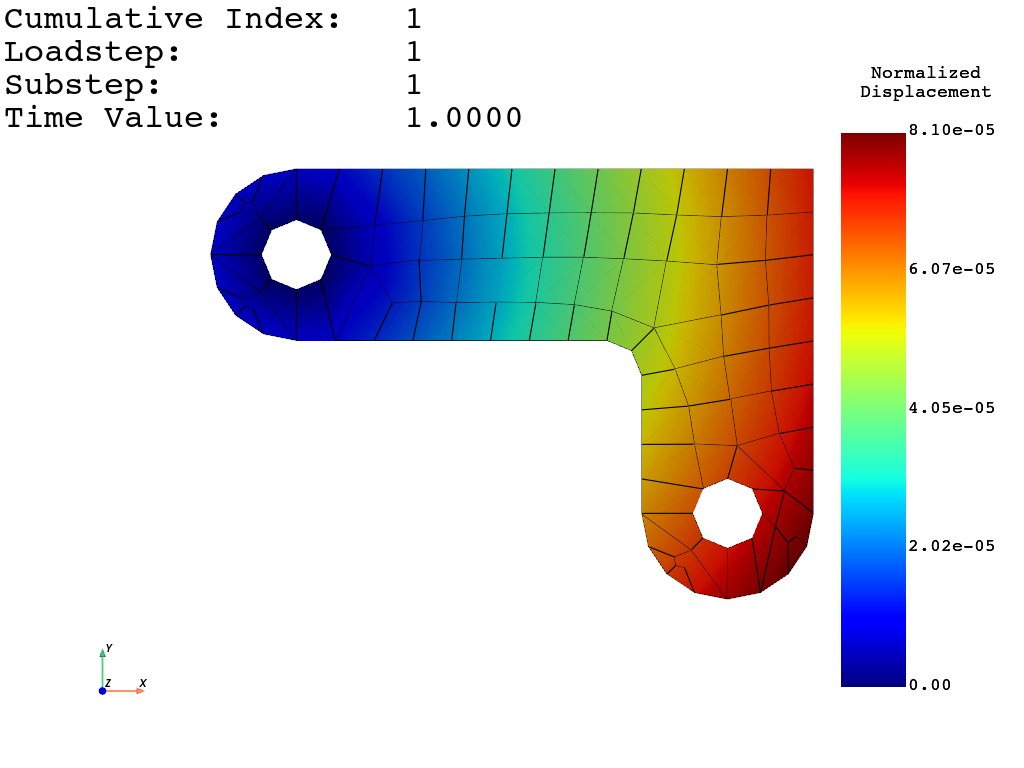 Cumulative Index: 1
Loadstep: 1
Substep: 1
Time Value: 1.0000
Normalized
Displacement
8.10e-05
6.07e-05
4.05e-05
2.02e-05
0.00
Y
Z X